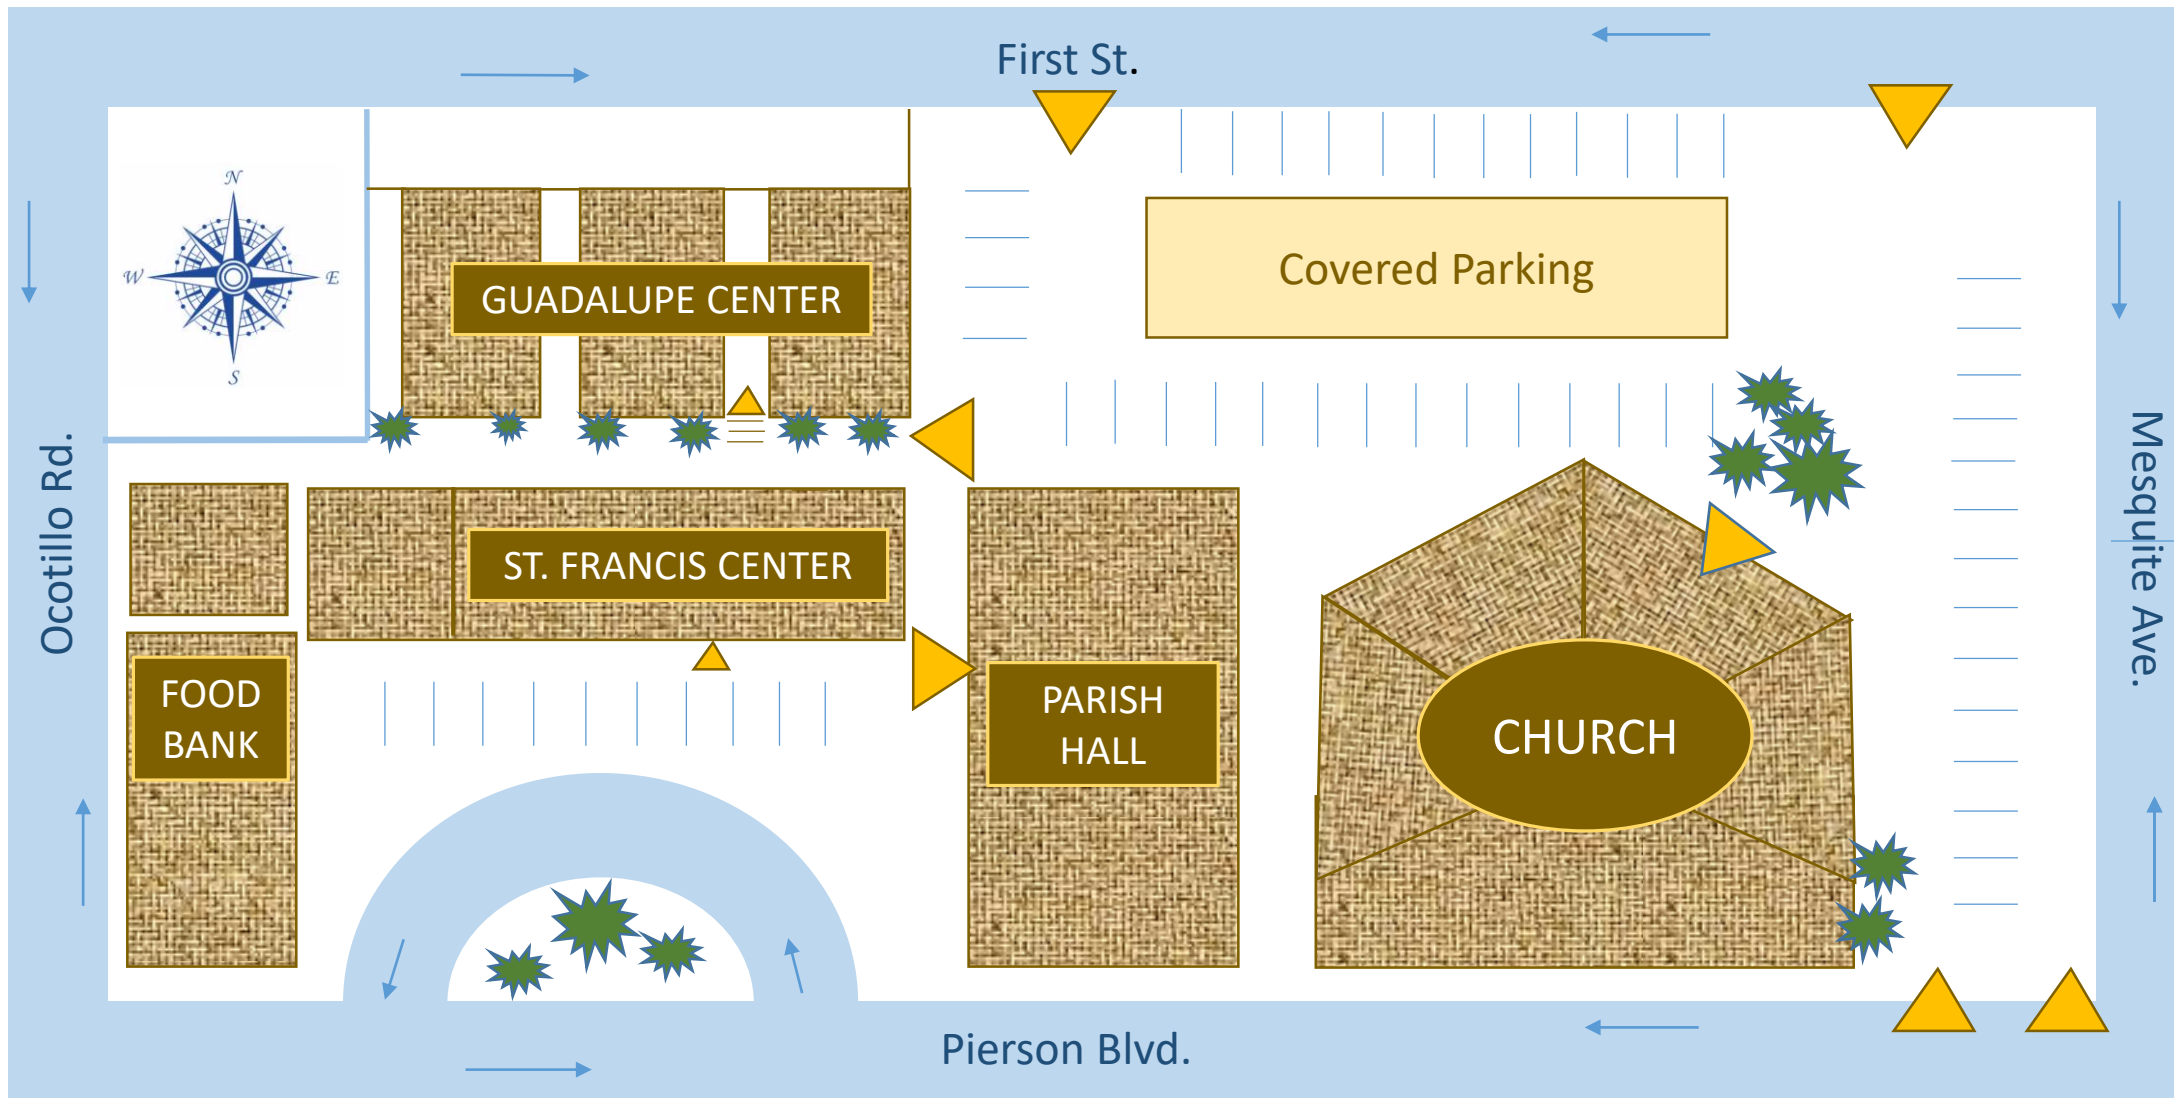 First St.
N
W
E
S
GUADALUPE CENTER
Covered Parking
Ocotillo Rd.
Mesquite Ave.
ST. FRANCIS CENTER
FOOD
BANK
PARISH
HALL
CHURCH
Pierson Blvd.